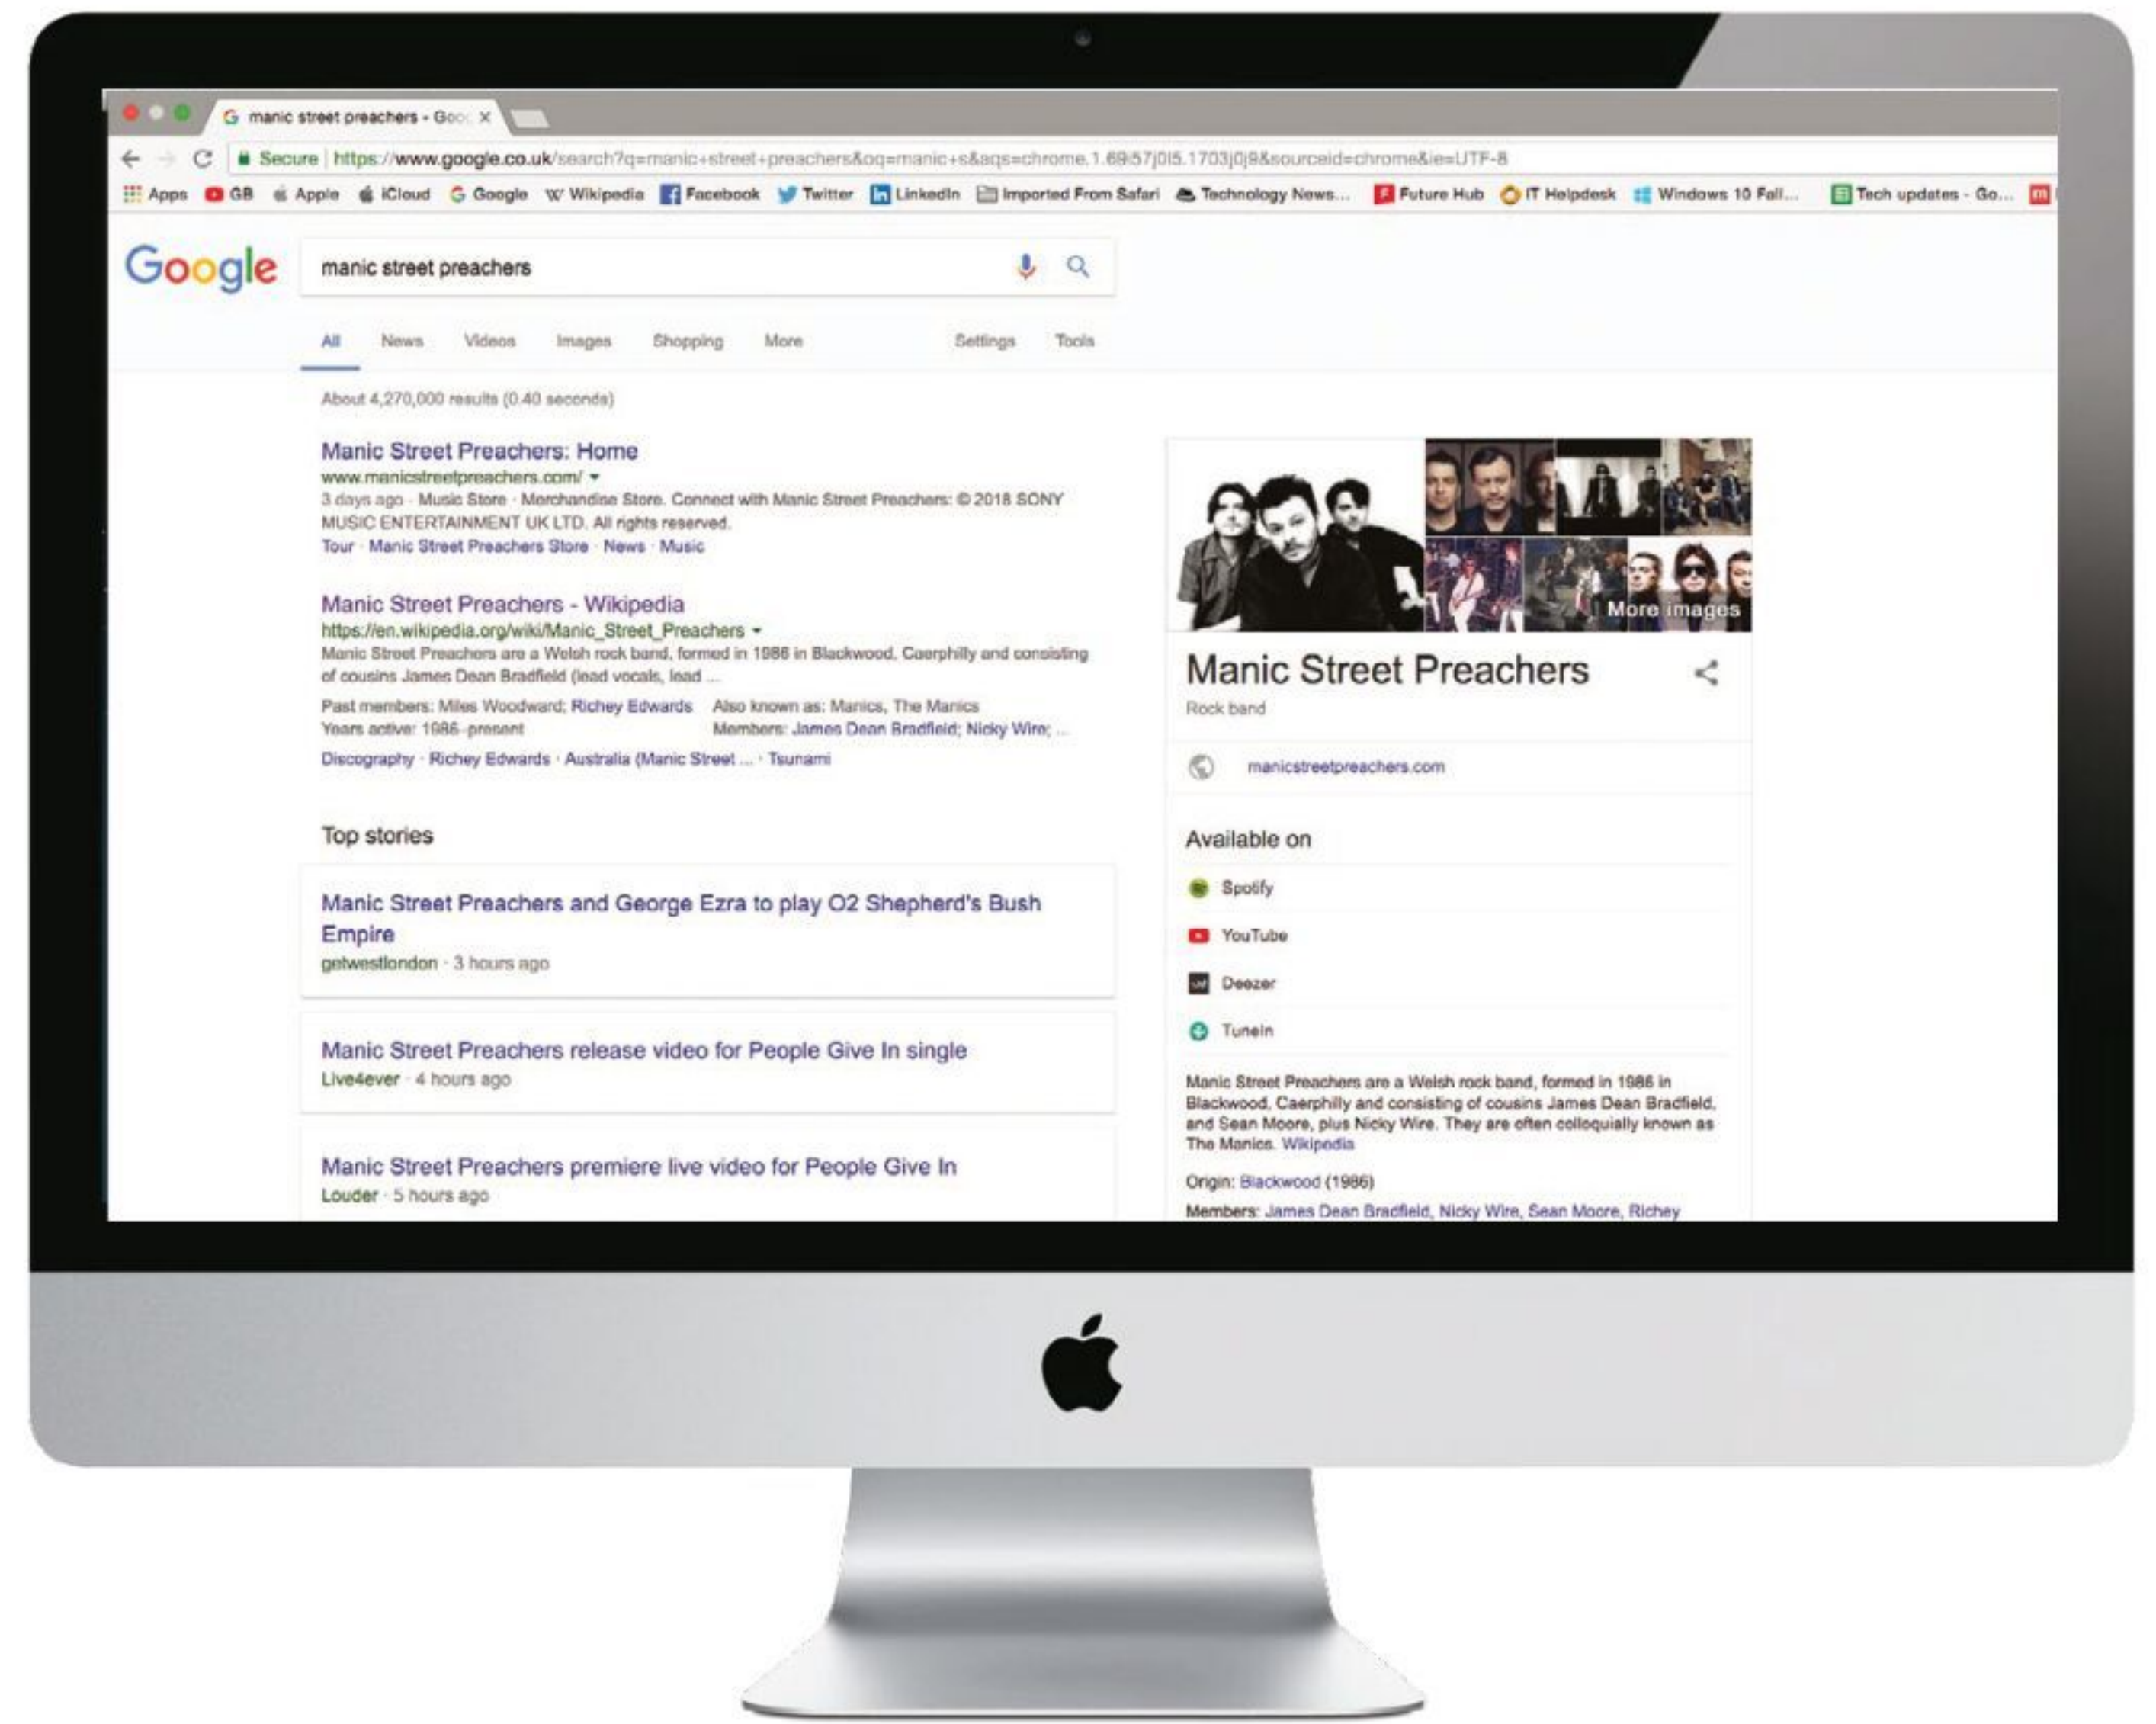 manic street preachers - Goo
Secure https://www.google.co.uk/search?q=manic+street+preachers&oq=manic+s&aqs=chrome.1.69i57j0l5.1703j0j9&sourceid=chrome&ie=UTF-8
Apps GB Apple iCloud Google Wikipedia Facebook Twitter LinkedIn Imported From Safari Technology News... Future Hub IT Helpdesk Windows 10 Fall... Tech updates - Go...
Google manic street preachers
All News Videos Images Shopping More Settings Tools
About 4,270,000 results (0.40 seconds)
Manic Street Preachers: Home
www.manicstreetpreachers.com/
3 days ago - Music Store · Merchandise Store. Connect with Manic Street Preachers: © 2018 SONY
MUSIC ENTERTAINMENT UK LTD. All rights reserved.
Tour · Manic Street Preachers Store · News · Music
Manic Street Preachers - Wikipedia
https://en.wikipedia.org/wiki/Manic_Street_Preachers
Manic Street Preachers are a Welsh rock band, formed in 1986 in Blackwood, Caerphilly and consisting
of cousins James Dean Bradfield (lead vocals, lead ...
Past members: Miles Woodward; Richey Edwards Also known as: Manics, The Manics
Years active: 1986–present Members: James Dean Bradfield; Nicky Wire; ...
Discography · Richey Edwards · Australia (Manic Street ... · Tsunami
Top stories
Manic Street Preachers and George Ezra to play O2 Shepherd's Bush
Empire
getwestlondon · 3 hours ago
Manic Street Preachers release video for People Give In single
Live4ever · 4 hours ago
Manic Street Preachers premiere live video for People Give In
Louder · 5 hours ago
More images
Manic Street Preachers
Rock band
manicstreetpreachers.com
Available on
Spotify
YouTube
Deezer
TuneIn
Manic Street Preachers are a Welsh rock band, formed in 1986 in
Blackwood, Caerphilly and consisting of cousins James Dean Bradfield,
and Sean Moore, plus Nicky Wire. They are often colloquially known as
The Manics. Wikipedia
Origin: Blackwood (1986)
Members: James Dean Bradfield, Nicky Wire, Sean Moore, Richey